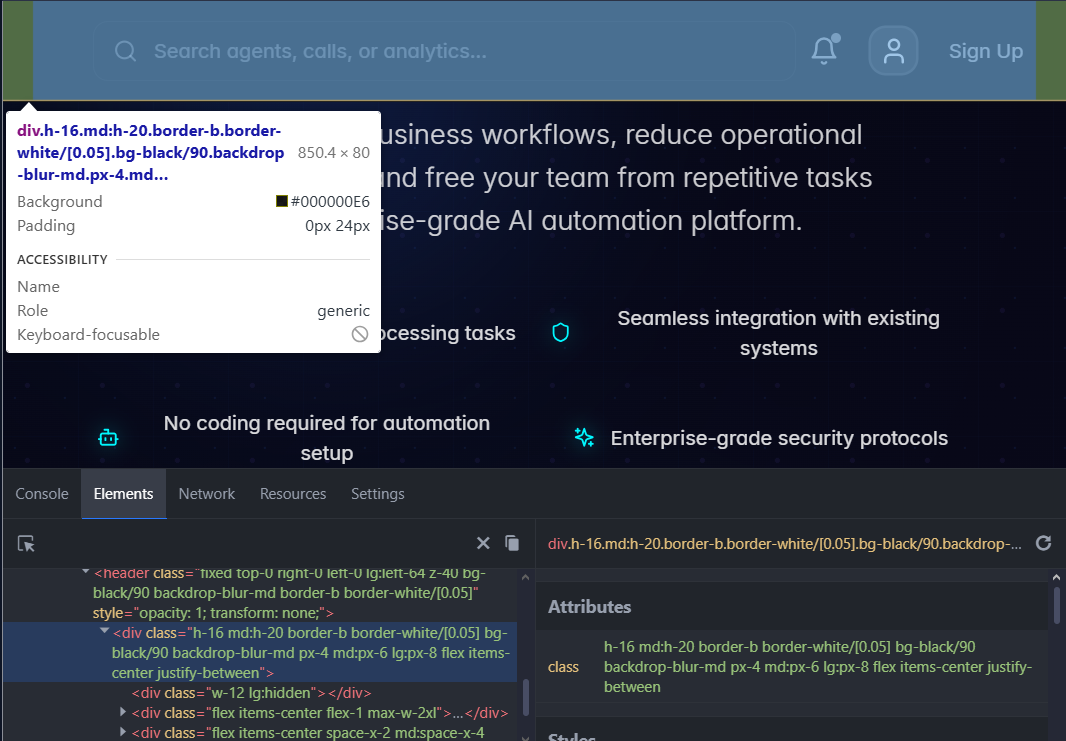 Search agents, calls, or analytics...
Sign Up
div.h-16.md:h-20.border-b.border-
white/[0.05].bg-black/90.backdrop
-blur-md.px-4.md...
850.4 × 80
Background
#000000E6
Padding
0px 24px
ACCESSIBILITY
Name
Role
generic
Keyboard-focusable
usiness workflows, reduce operational
nd free your team from repetitive tasks
ise-grade AI automation platform.
ocessing tasks
Seamless integration with existing
systems
No coding required for automation
setup
Enterprise-grade security protocols
Console
Elements
Network
Resources
Settings
div.h-16.md:h-20.border-b.border-white/[0.05].bg-black/90.backdrop-...
<header class="fixed top-0 right-0 left-0 lg:left-64 z-40 bg-
black/90 backdrop-blur-md border-b border-white/[0.05]"
style="opacity: 1; transform: none;">
<div class="h-16 md:h-20 border-b border-white/[0.05] bg-
black/90 backdrop-blur-md px-4 md:px-6 lg:px-8 flex items-
center justify-between">
<div class="w-12 lg:hidden"></div>
<div class="flex items-center flex-1 max-w-2xl">...</div>
<div class="flex items-center space-x-2 md:space-x-4
Attributes
class
h-16 md:h-20 border-b border-white/[0.05] bg-black/90
backdrop-blur-md px-4 md:px-6 lg:px-8 flex items-center justify-
between
Styles